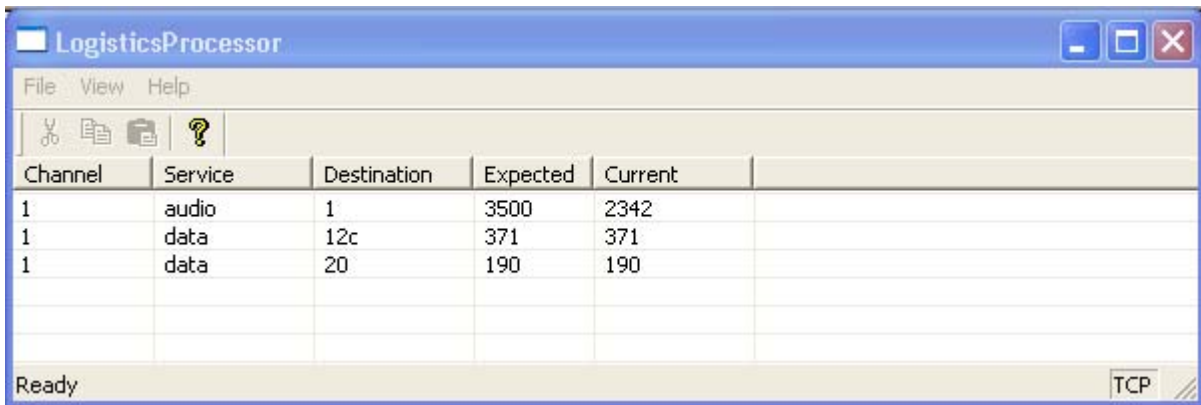 LogisticsProcessor
File View Help
Channel Service Destination Expected Current
1 audio 1 3500 2342
1 data 12c 371 371
1 data 20 190 190
Ready TCP